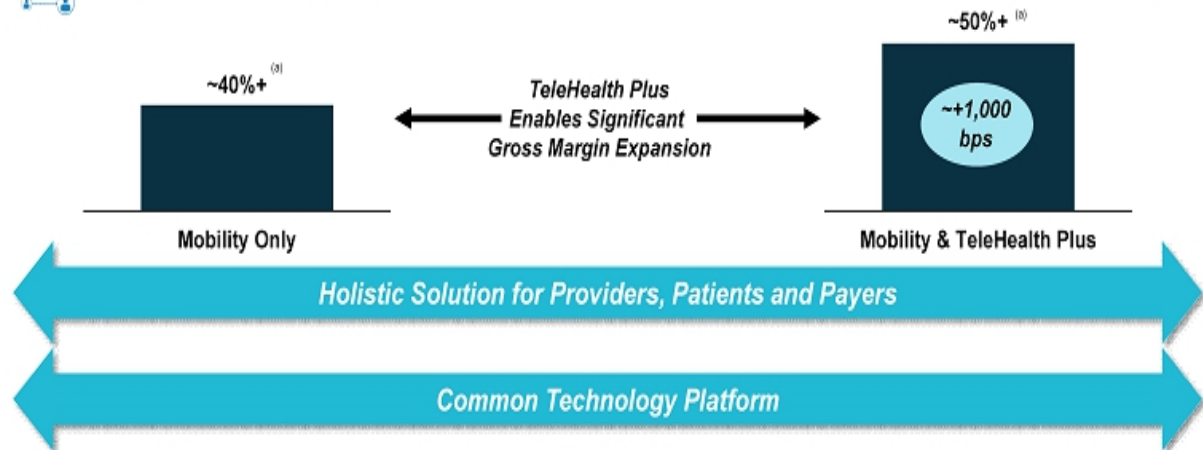 ~50%+ (a)
~40%+ (a)
TeleHealth Plus
Enables Significant
Gross Margin Expansion
~+1,000
bps
Mobility Only
Mobility & TeleHealth Plus
Holistic Solution for Providers, Patients and Payers
Common Technology Platform